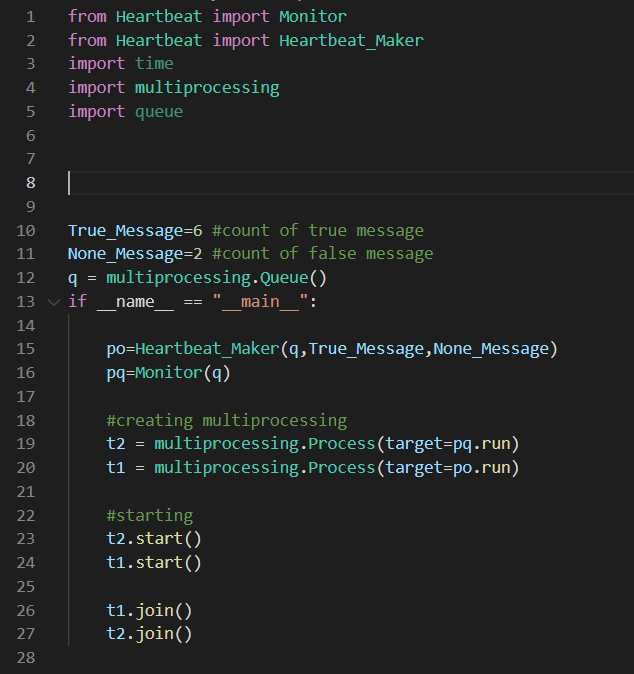 1 from Heartbeat import Monitor
2 from Heartbeat import Heartbeat_Maker
3 import time
4 import multiprocessing
5 import queue
6
7
8
9
10 True_Message=6 #count of true message
11 None_Message=2 #count of false message
12 q = multiprocessing.Queue()
13 if __name__ == "__main__":
14
15 po=Heartbeat_Maker(q,True_Message,None_Message)
16 pq=Monitor(q)
17
18 #creating multiprocessing
19 t2 = multiprocessing.Process(target=pq.run)
20 t1 = multiprocessing.Process(target=po.run)
21
22 #starting
23 t2.start()
24 t1.start()
25
26 t1.join()
27 t2.join()
28